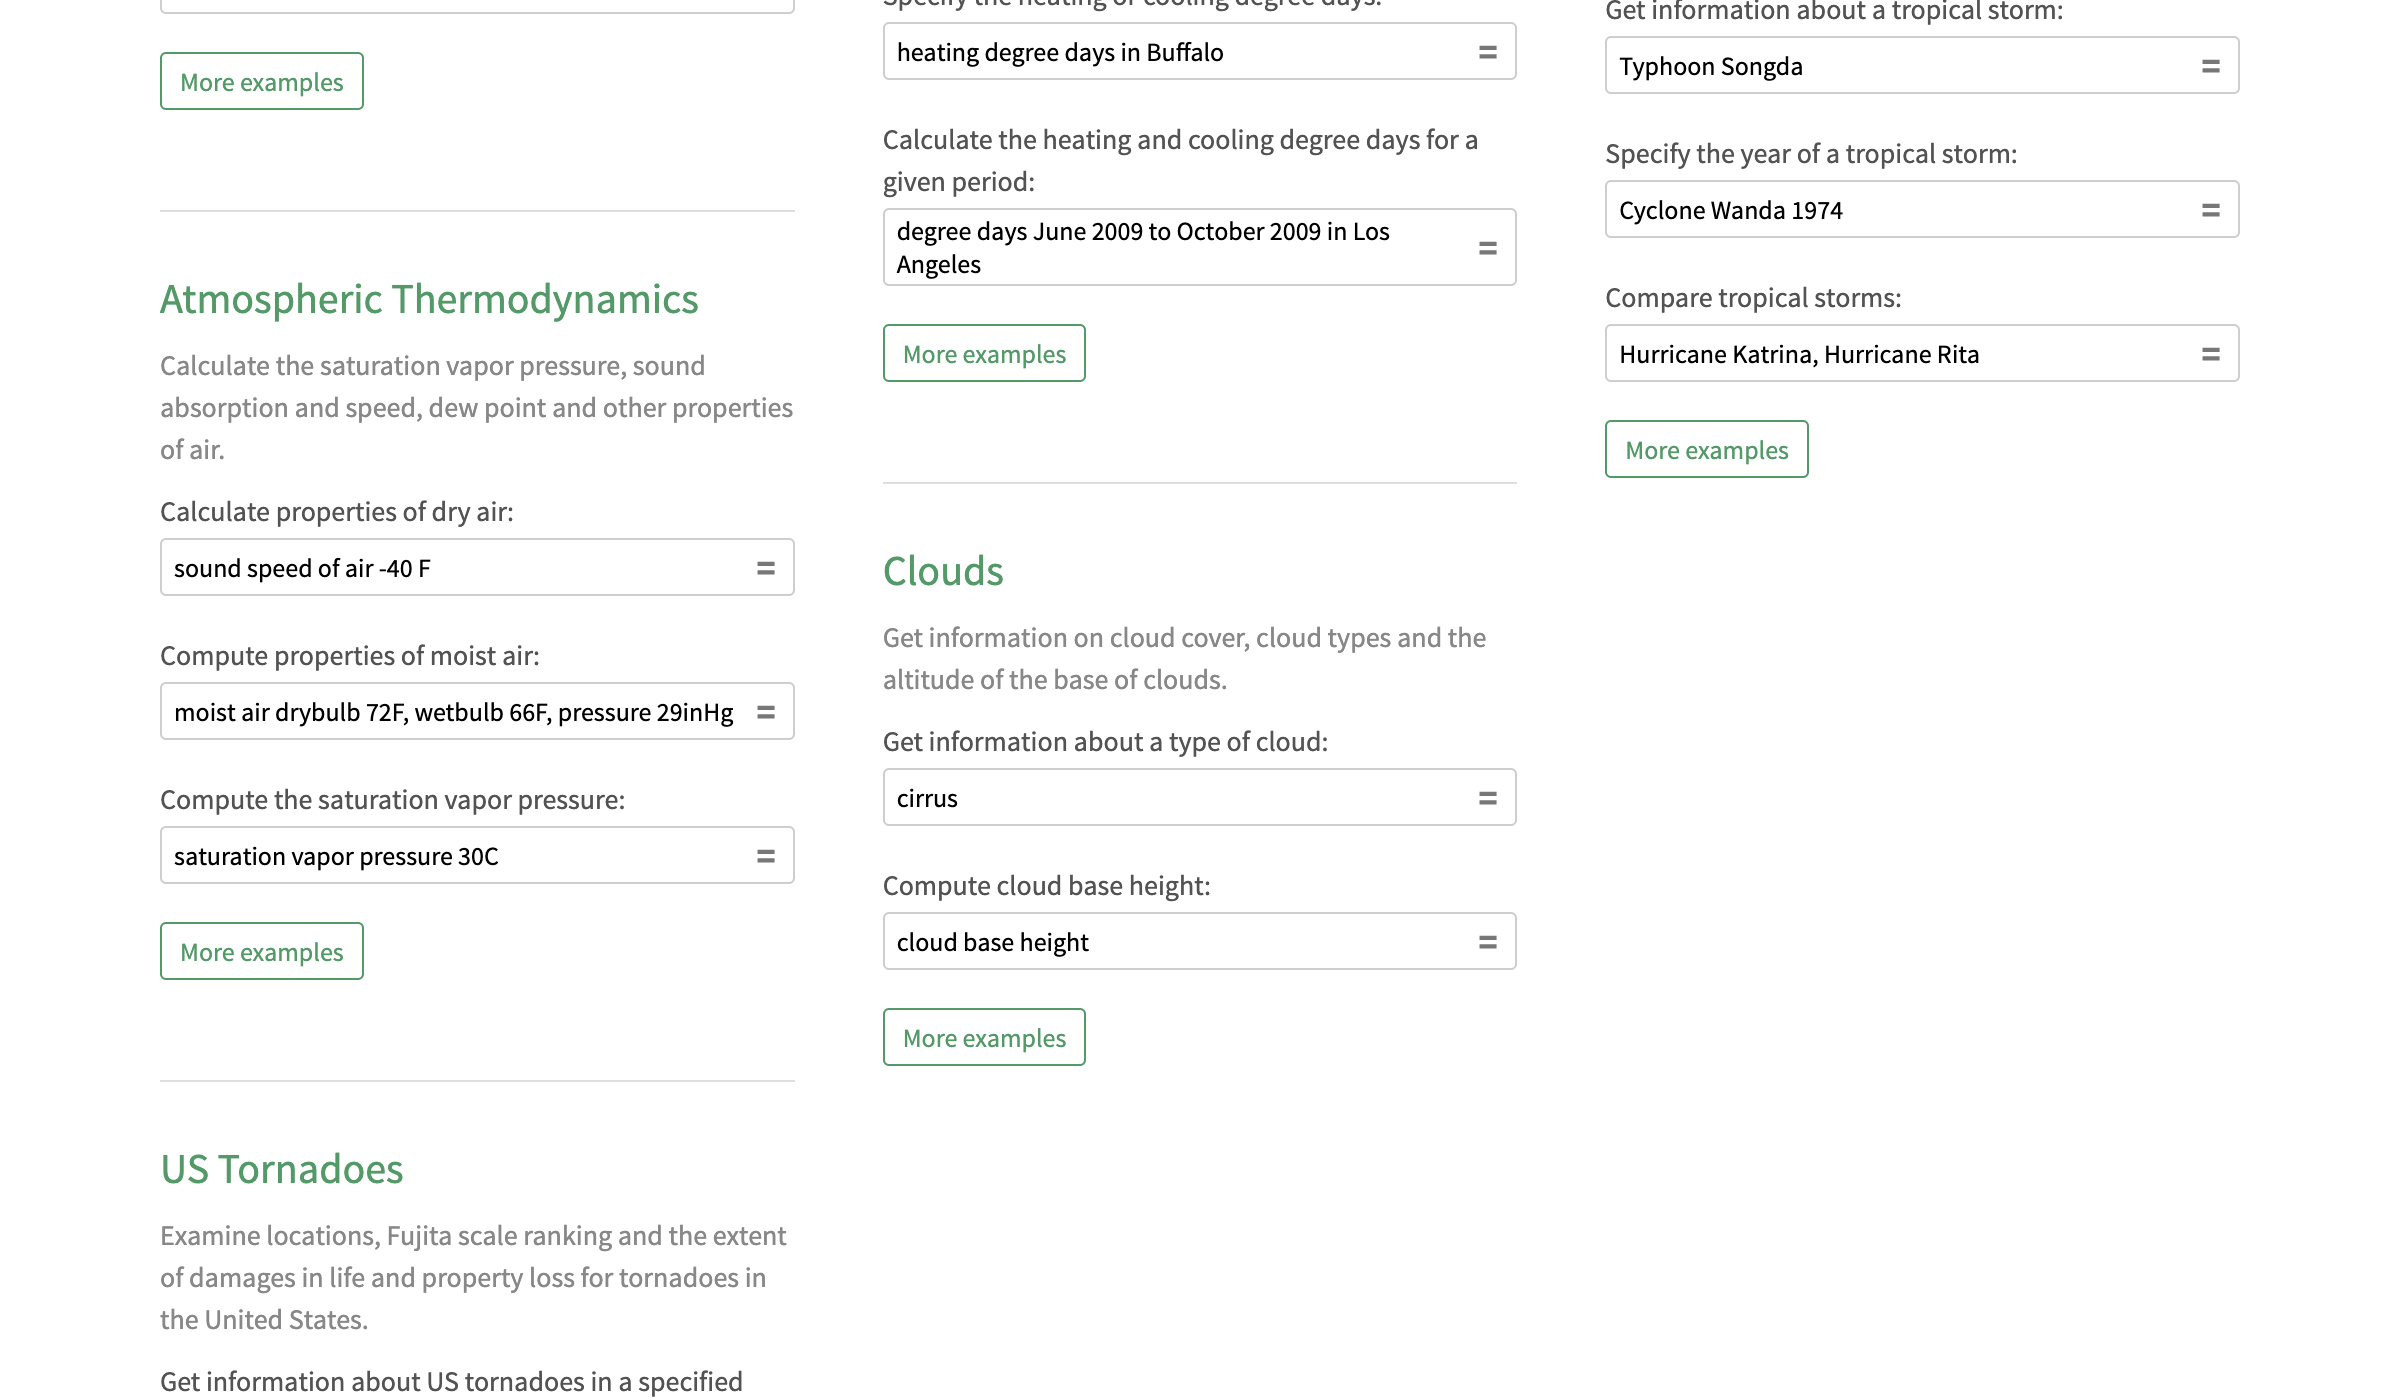 More examples
Atmospheric Thermodynamics
Calculate the saturation vapor pressure, sound
absorption and speed, dew point and other properties
of air.
Calculate properties of dry air:
sound speed of air -40 F
=
Compute properties of moist air:
moist air drybulb 72F, wetbulb 66F, pressure 29inHg
=
Compute the saturation vapor pressure:
saturation vapor pressure 30C
=
More examples
US Tornadoes
Examine locations, Fujita scale ranking and the extent
of damages in life and property loss for tornadoes in
the United States.
Get information about US tornadoes in a specified
Specify the heating or cooling degree days:
heating degree days in Buffalo
=
Calculate the heating and cooling degree days for a
given period:
degree days June 2009 to October 2009 in Los
Angeles
=
More examples
Clouds
Get information on cloud cover, cloud types and the
altitude of the base of clouds.
Get information about a type of cloud:
cirrus
=
Compute cloud base height:
cloud base height
=
More examples
Get information about a tropical storm:
Typhoon Songda
=
Specify the year of a tropical storm:
Cyclone Wanda 1974
=
Compare tropical storms:
Hurricane Katrina, Hurricane Rita
=
More examples